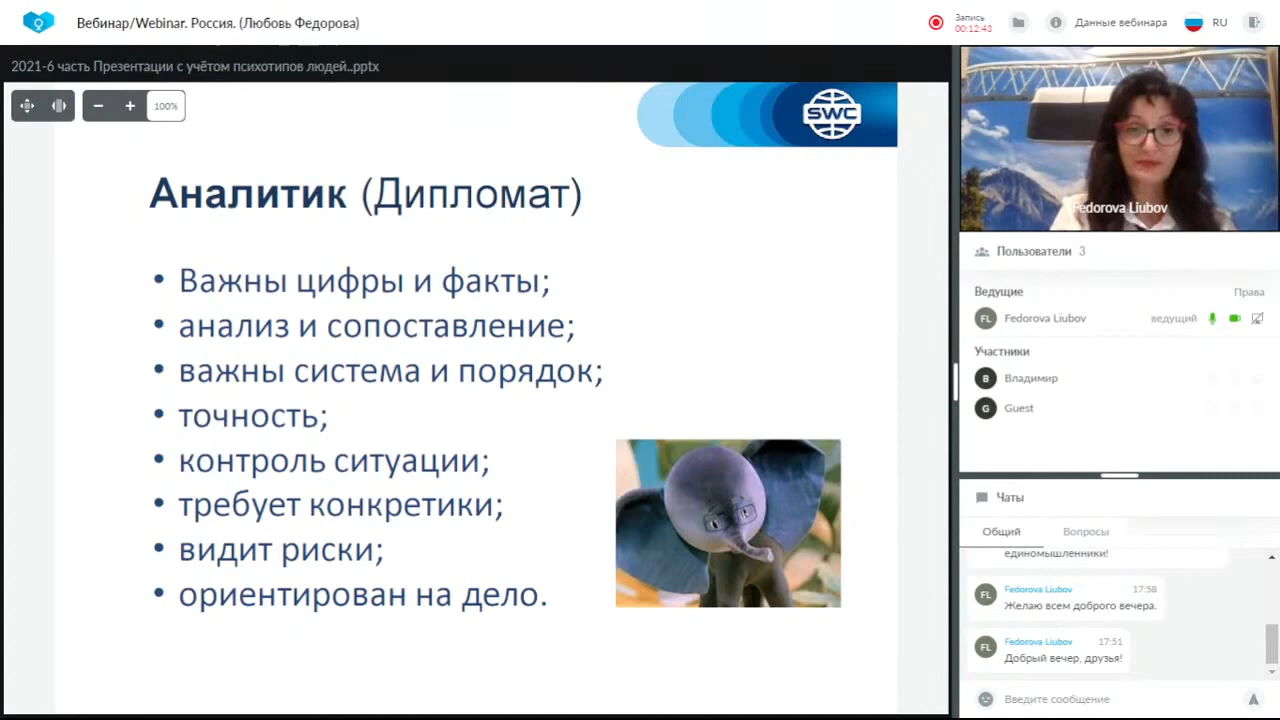 Вебинар/Webinar. Россия. (Любовь Федорова)
Запись
00:12:43
Данные вебинара
RU
2021-6 часть Презентации с учётом психотипов людей..pptx
100%
SWC
Аналитик (Дипломат)
• Важны цифры и факты;
• анализ и сопоставление;
• важны система и порядок;
• точность;
• контроль ситуации;
• требует конкретики;
• видит риски;
• ориентирован на дело.
Fedorova Liubov
Пользователи 3
Ведущие
Права
FL Fedorova Liubov ведущий
Участники
В Владимир
G Guest
Чаты
Общий
Вопросы
единомышленники!
FL Fedorova Liubov 17:58
Желаю всем доброго вечера.
FL Fedorova Liubov 17:51
Добрый вечер, друзья!
Введите сообщение